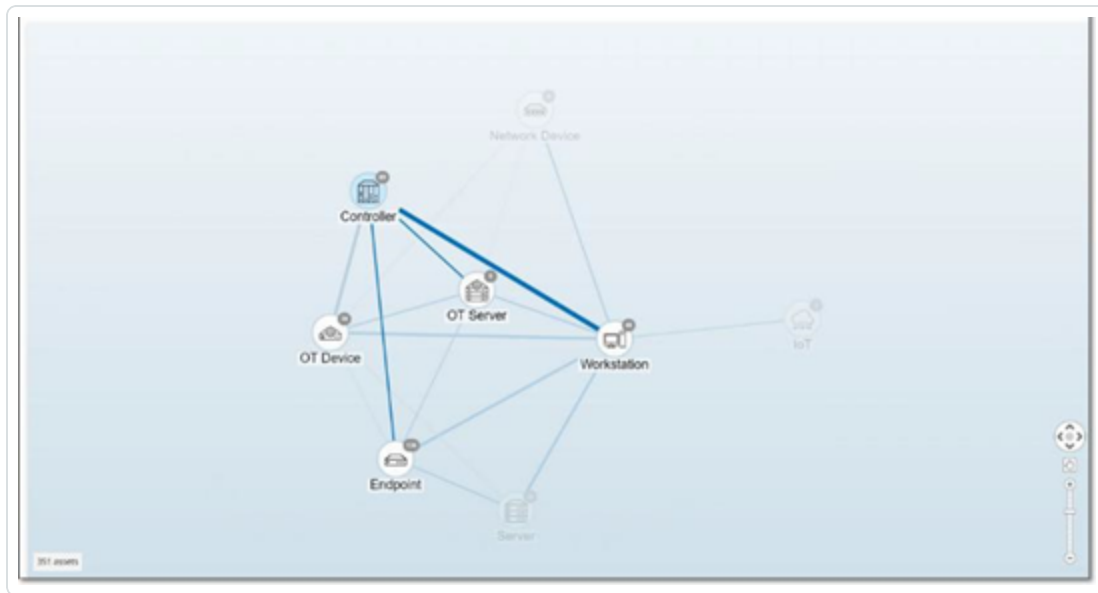 Network Device
Controller
OT Server
OT Device
Workstation
IoT
Endpoint
Server
351 assets